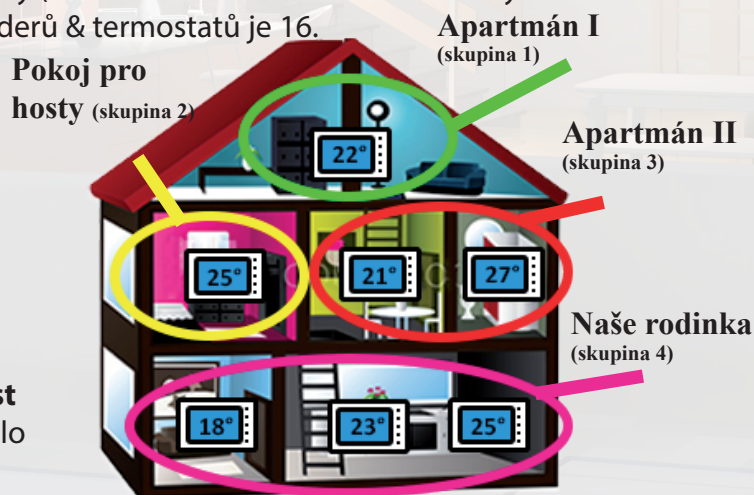 derů & termostatů je 16.
Apartmán I
(skupina 1)
Pokoj pro
hosty (skupina 2)
22°
Apartmán II
(skupina 3)
25°
21°
27°
Naše rodinka
(skupina 4)
st
lo
18°
23°
25°